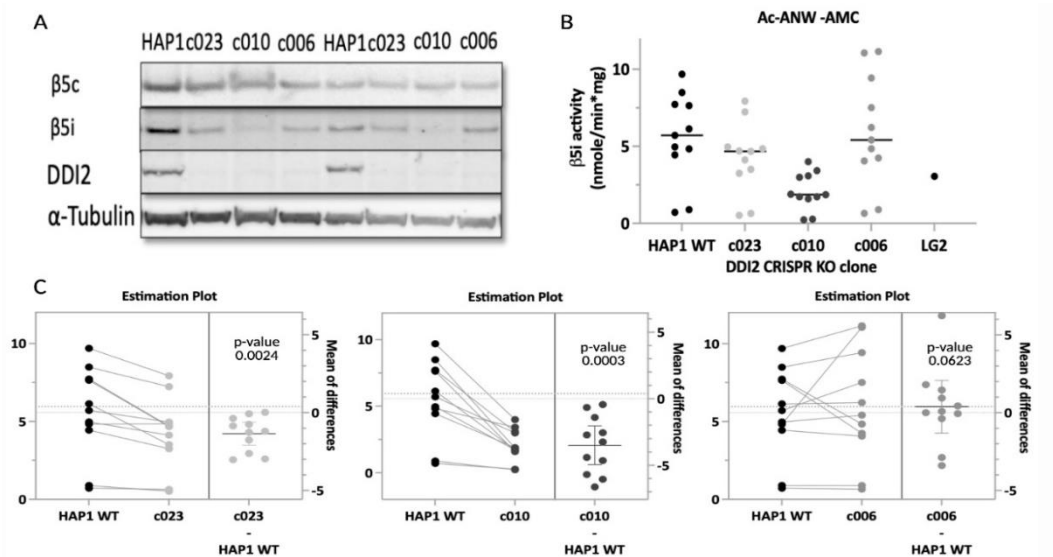 A
HAP1 c023 c010 c006 HAP1 c023 c010 c006
β5c
β5i
DDI2
α-Tubulin
B
Ac-ANW -AMC
β5i activity
(nmole/min*mg)
10
5
0
HAP1 WT c023 c010 c006 LG2
DDI2 CRISPR KO clone
C
Estimation Plot
p-value
0.0024
10
5
0
5
0
-5
Mean of differences
HAP1 WT c023 c023
-
HAP1 WT
Estimation Plot
p-value
0.0003
10
5
0
5
0
-5
Mean of differences
HAP1 WT c010 c010
-
HAP1 WT
Estimation Plot
p-value
0.0623
10
5
0
5
0
-5
Mean of differences
HAP1 WT c006 c006
-
HAP1 WT